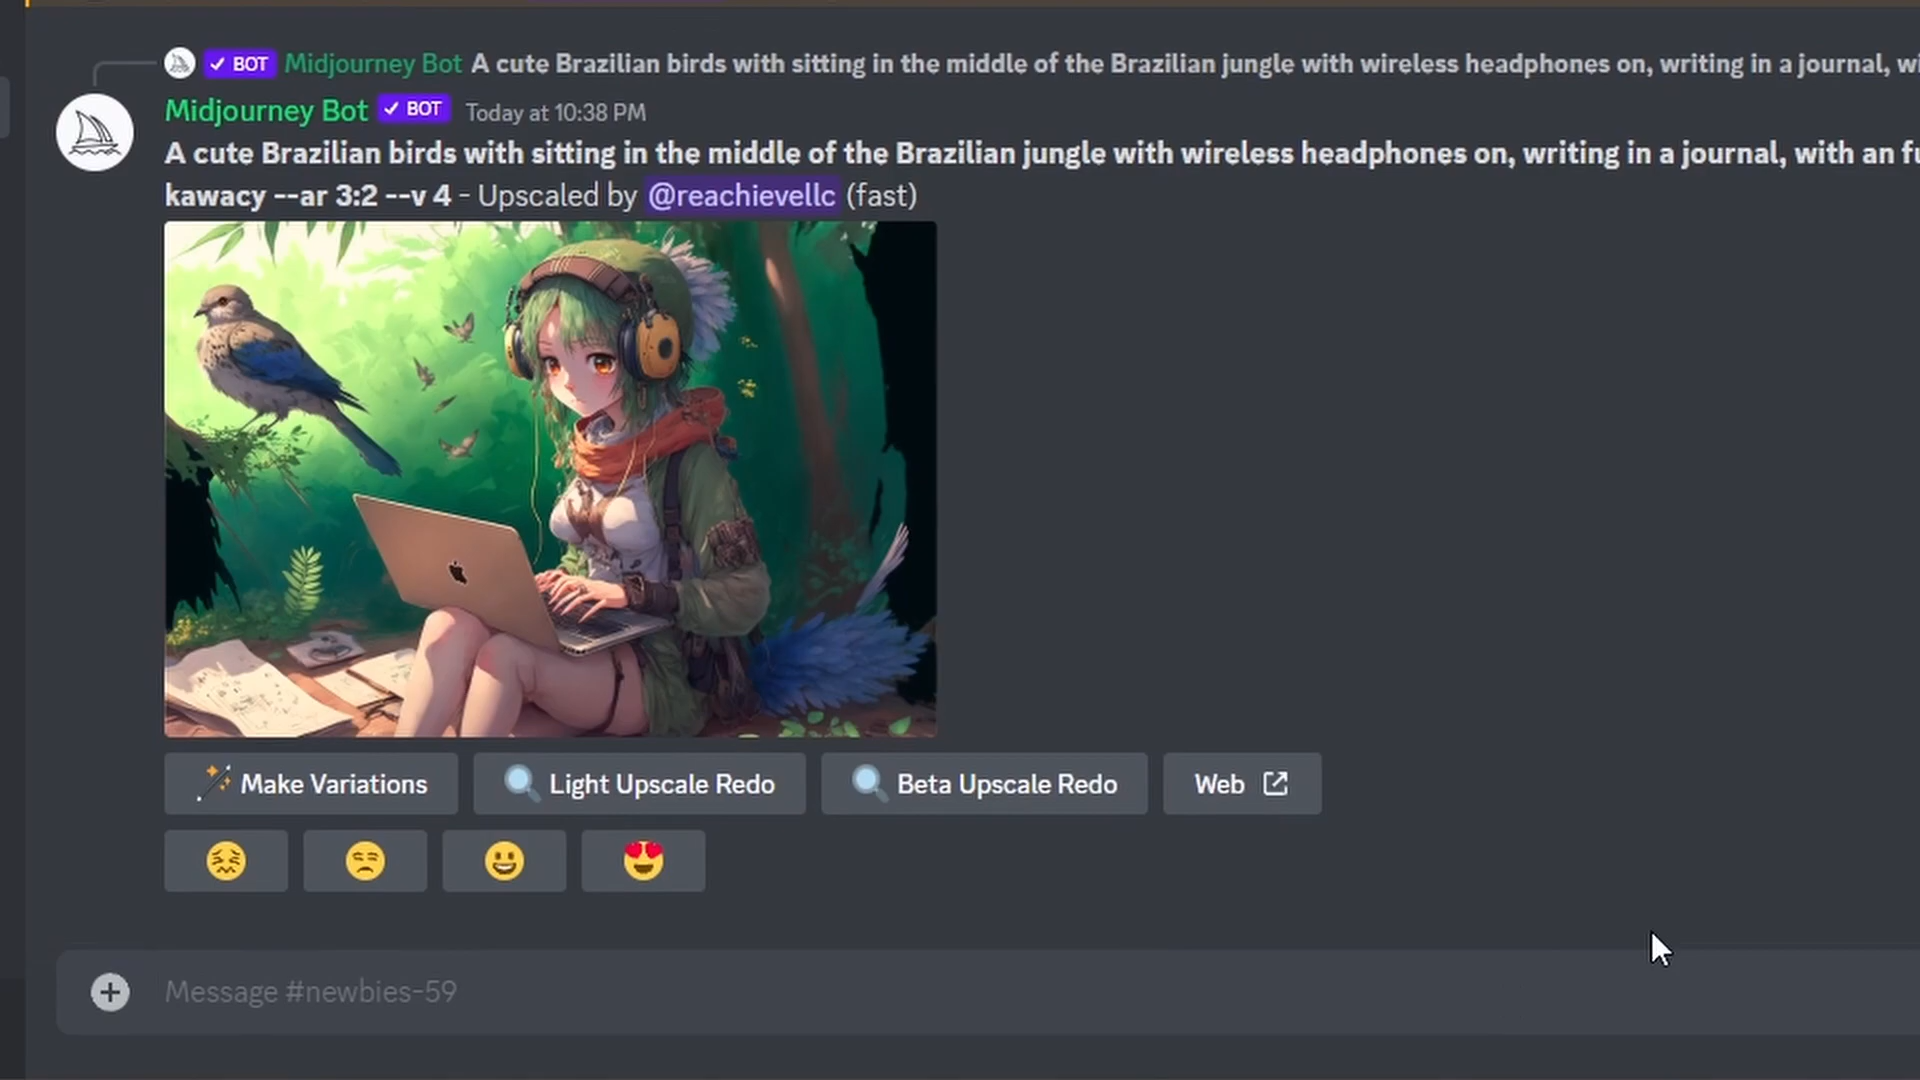 BOT Midjourney Bot A cute Brazilian birds with sitting in the middle of the Brazilian jungle with wireless headphones on, writing in a journal,
Midjourney Bot BOT Today at 10:38 PM
A cute Brazilian birds with sitting in the middle of the Brazilian jungle with wireless headphones on, writing in a journal, with an
kawacy --ar 3:2 --v 4 - Upscaled by @reachievellc (fast)
Make Variations Light Upscale Redo Beta Upscale Redo Web
Message #newbies-59